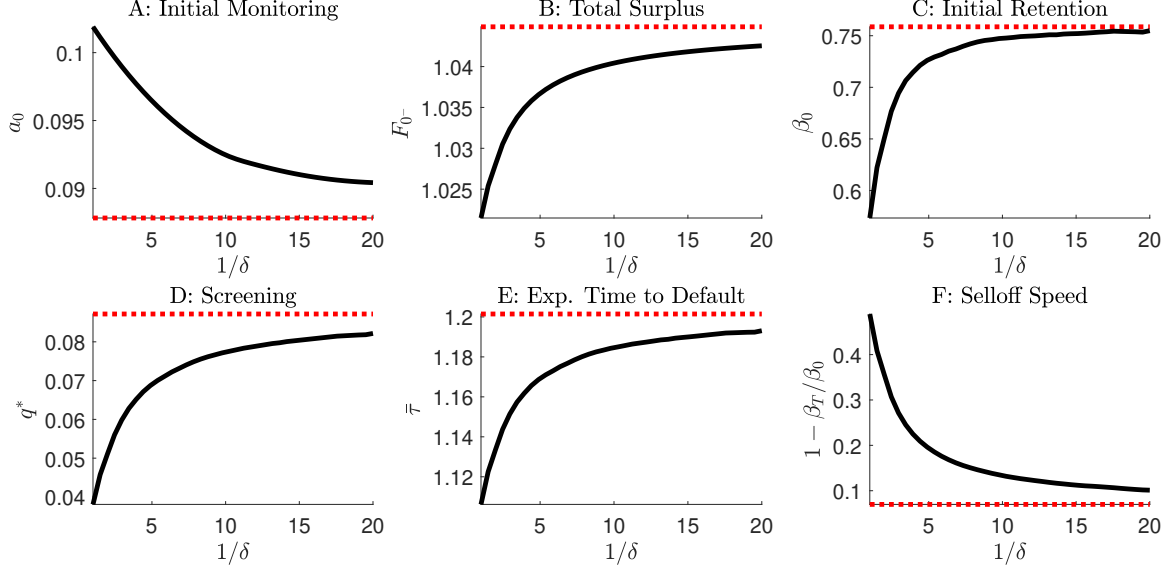 A: Initial Monitoring
0.1
0.095
0.09
a₀
5 10 15 20
1/δ
B: Total Surplus
1.04
1.035
1.03
1.025
F₀₋
5 10 15 20
1/δ
C: Initial Retention
0.75
0.7
0.65
0.6
β₀
5 10 15 20
1/δ
D: Screening
0.08
0.07
0.06
0.05
0.04
q*
5 10 15 20
1/δ
E: Exp. Time to Default
1.2
1.18
1.16
1.14
1.12
τ̿
5 10 15 20
1/δ
F: Selloff Speed
0.4
0.3
0.2
0.1
1 − β_T/β₀
5 10 15 20
1/δ